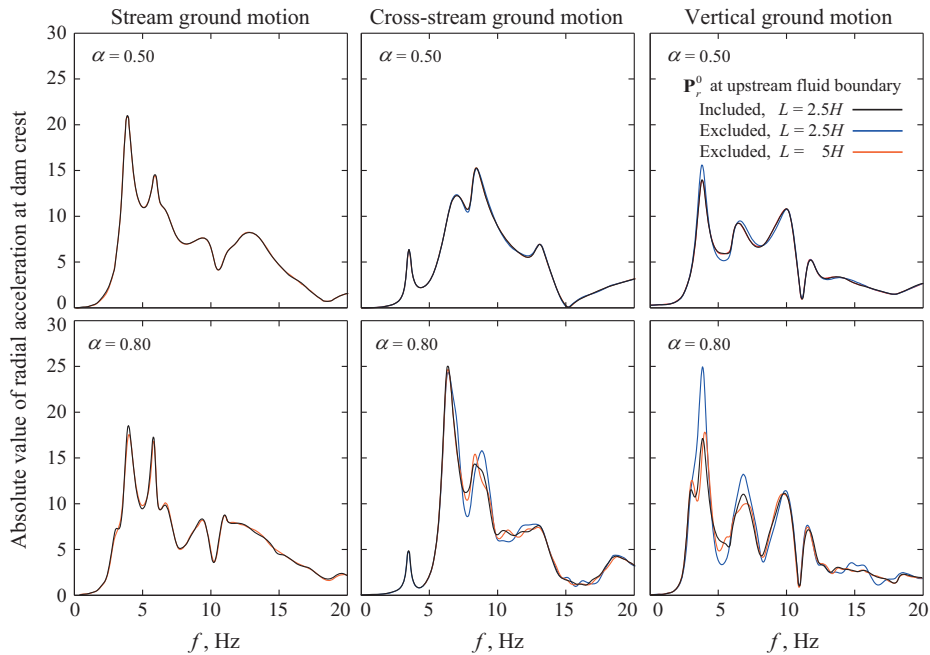 Stream ground motion
Cross-stream ground motion
Vertical ground motion
Absolute value of radial acceleration at dam crest
30
25
20
15
10
5
0
α = 0.50
α = 0.50
α = 0.50
P_r^0 at upstream fluid boundary
Included, L = 2.5H
Excluded, L = 2.5H
Excluded, L = 5H
30
25
20
15
10
5
0
α = 0.80
α = 0.80
α = 0.80
0 5 10 15 20
0 5 10 15 20
0 5 10 15 20
f , Hz
f , Hz
f , Hz